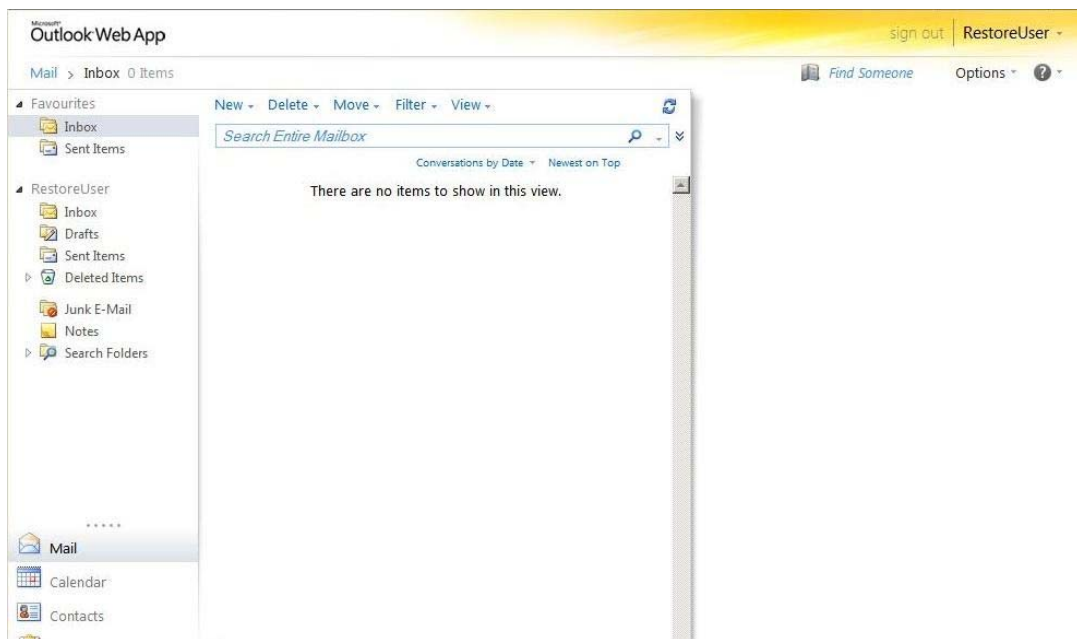 Microsoft®
Outlook Web App
sign out RestoreUser
Mail > Inbox 0 Items
Find Someone Options
Favourites
Inbox
Sent Items
RestoreUser
Inbox
Drafts
Sent Items
Deleted Items
Junk E-Mail
Notes
Search Folders
Mail
Calendar
Contacts
New Delete Move Filter View
Search Entire Mailbox
Conversations by Date Newest on Top
There are no items to show in this view.